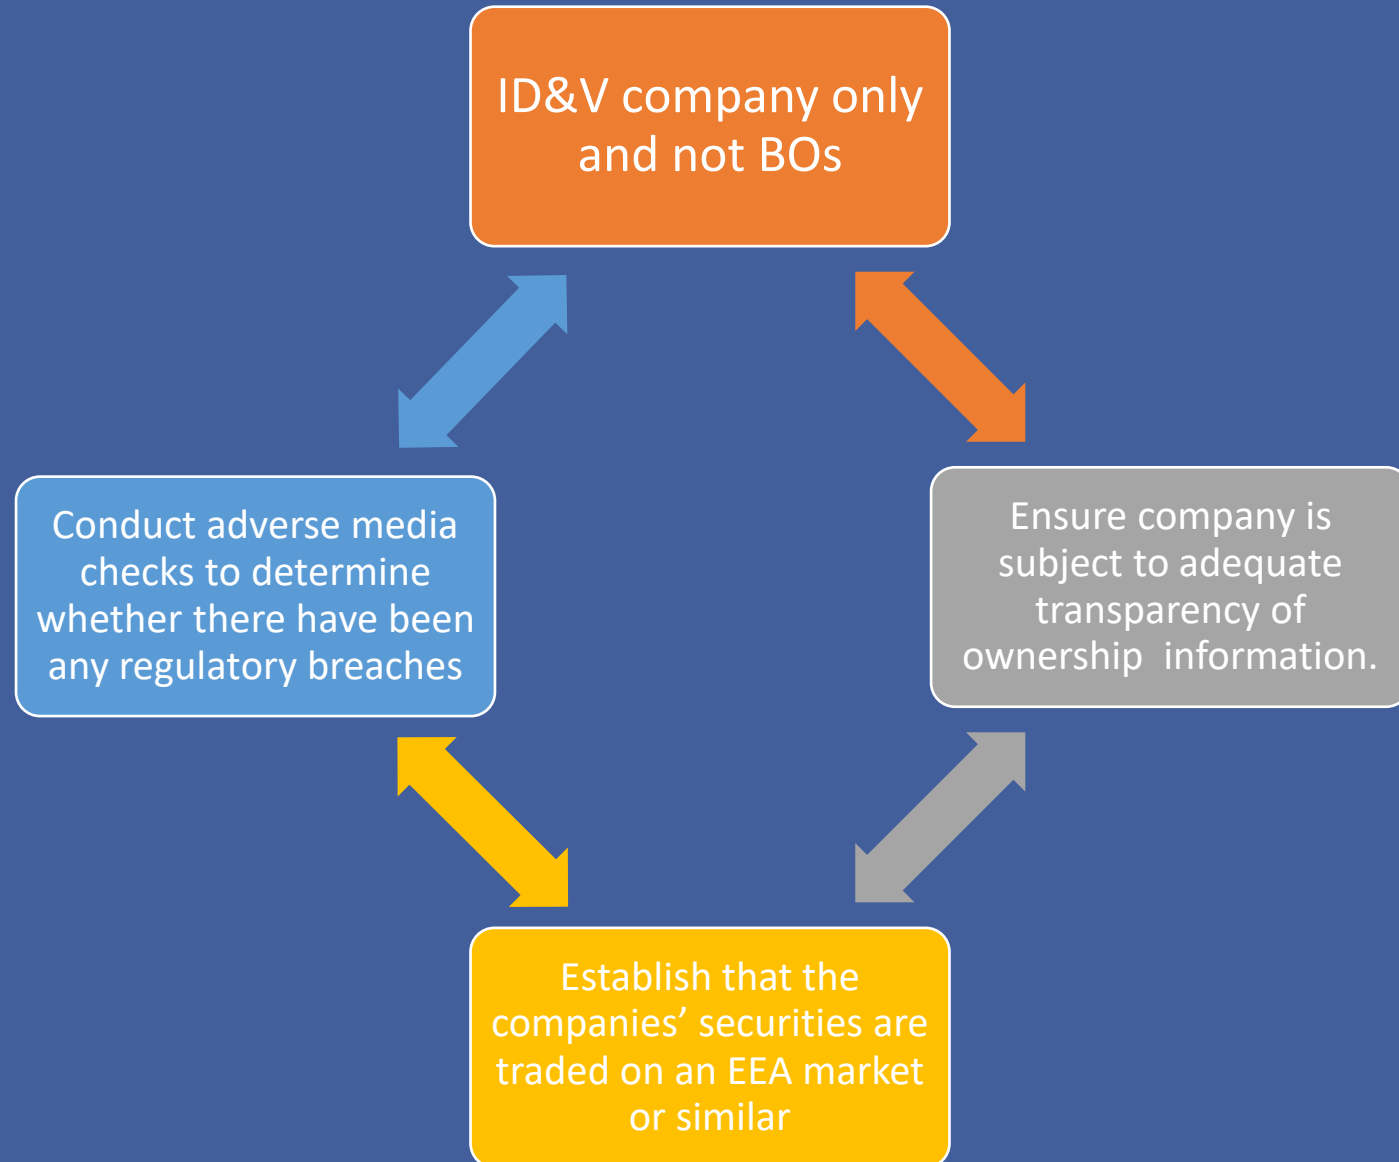 ID&V company only
and not BOs
Conduct adverse media
checks to determine
whether there have been
any regulatory breaches
Ensure company is
subject to adequate
transparency of
ownership  information.
Establish that the
companies’ securities are
traded on an EEA market
or similar